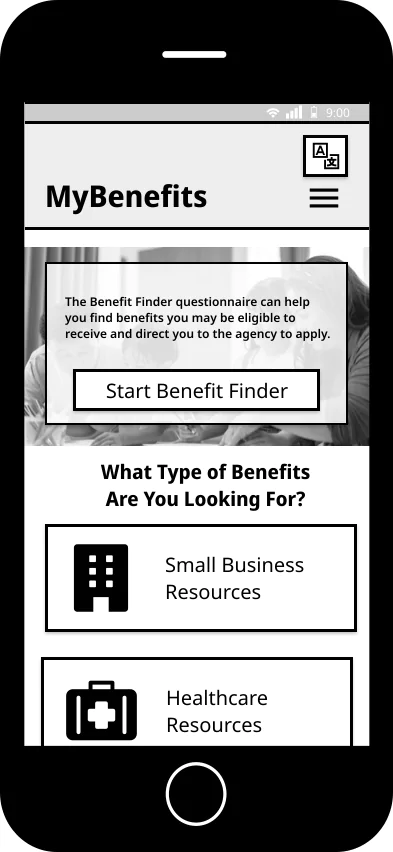 9:00
A 文
MyBenefits
The Benefit Finder questionnaire can help
you find benefits you may be eligible to
receive and direct you to the agency to apply.
Start Benefit Finder
What Type of Benefits
Are You Looking For?
Small Business
Resources
Healthcare
Resources